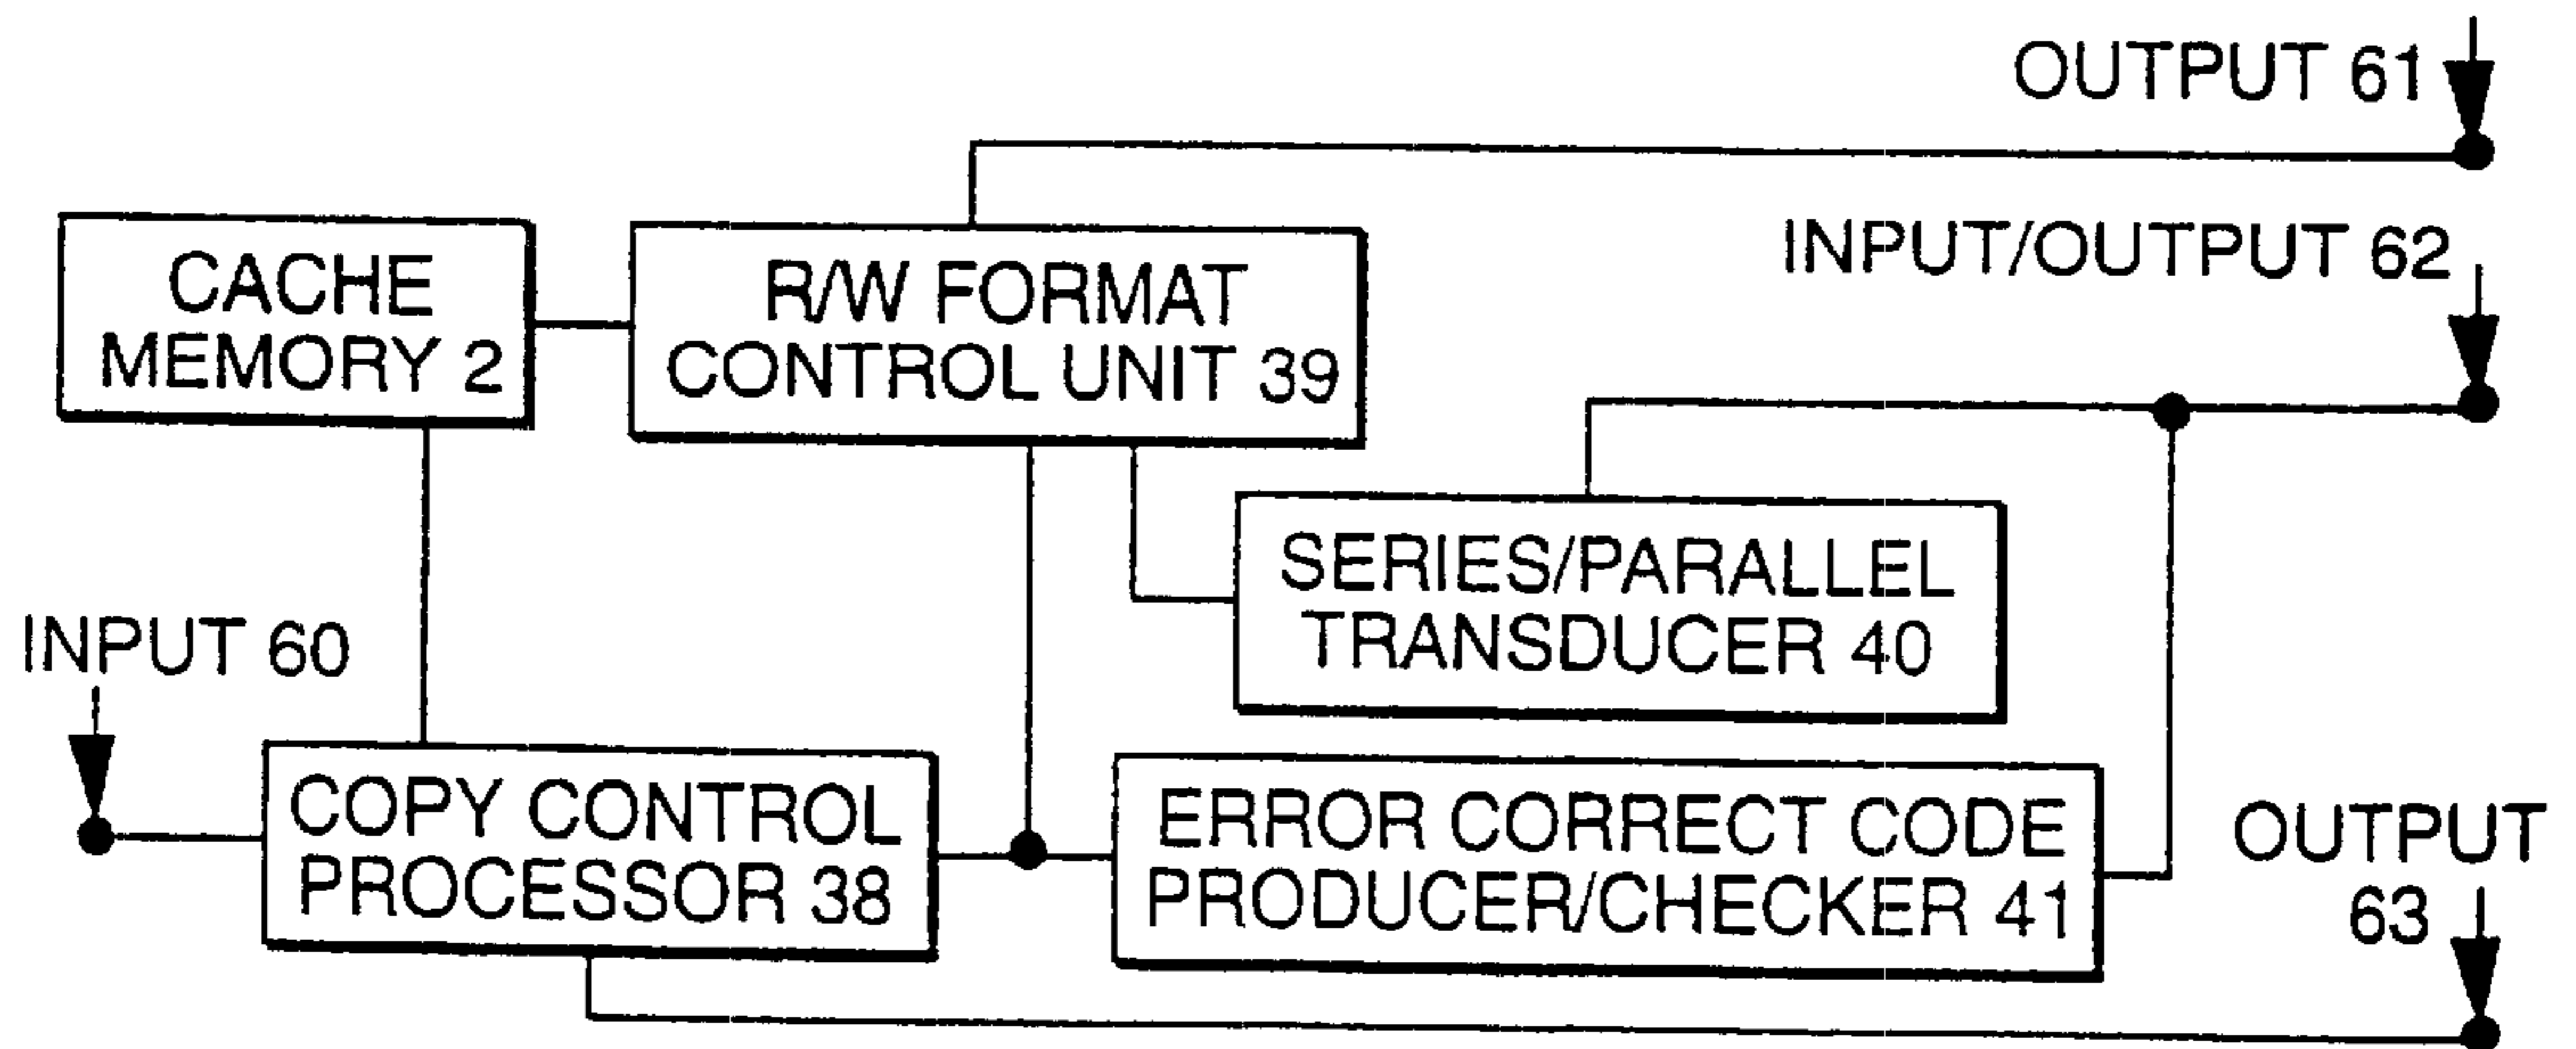 OUTPUT 61
INPUT/OUTPUT 62
CACHE
MEMORY 2
R/W FORMAT
CONTROL UNIT 39
SERIES/PARALLEL
TRANSDUCER 40
INPUT 60
COPY CONTROL
PROCESSOR 38
ERROR CORRECT CODE
PRODUCER/CHECKER 41
OUTPUT
63